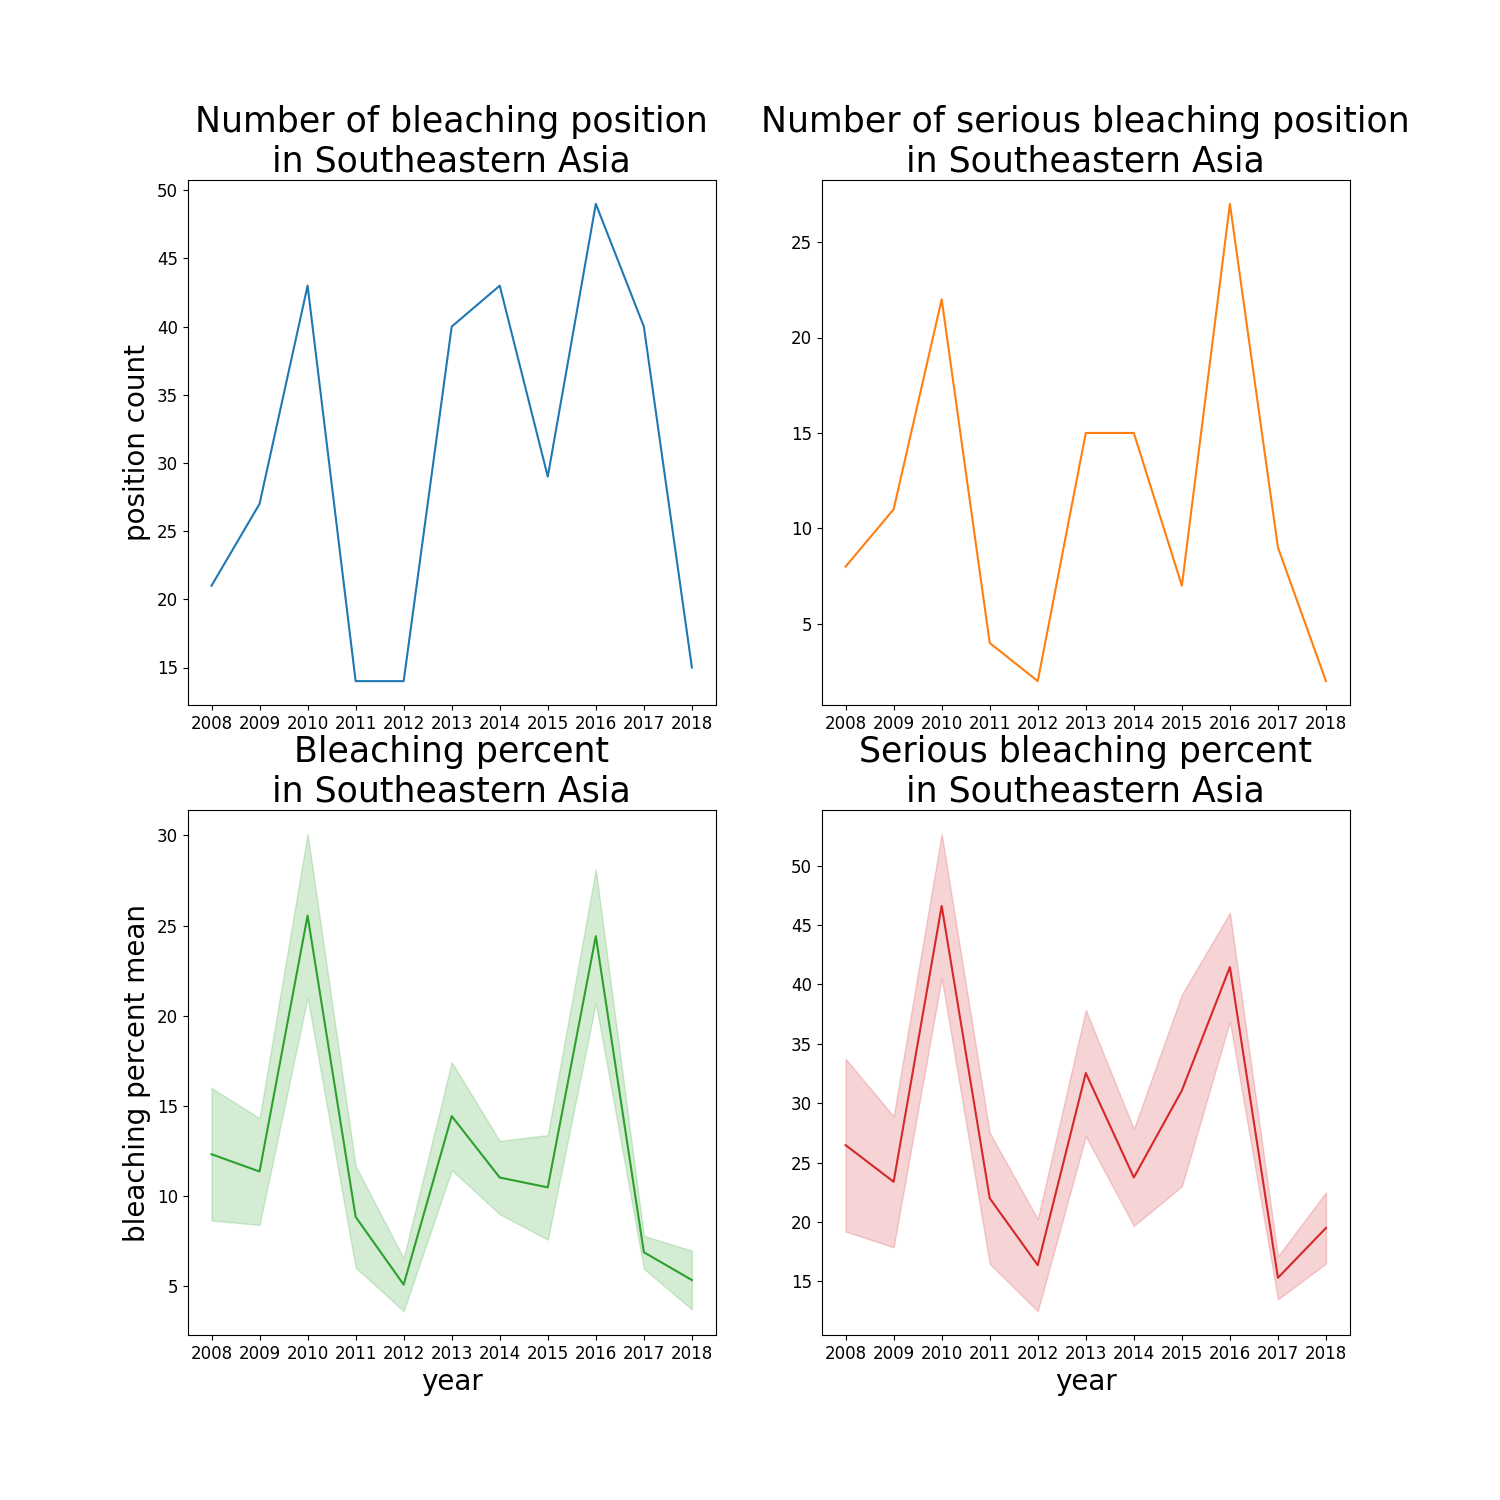 Number of bleaching position
in Southeastern Asia
position count
50
45
40
35
30
25
20
15
2008 2009 2010 2011 2012 2013 2014 2015 2016 2017 2018
Number of serious bleaching position
in Southeastern Asia
25
20
15
10
5
2008 2009 2010 2011 2012 2013 2014 2015 2016 2017 2018
Bleaching percent
in Southeastern Asia
bleaching percent mean
30
25
20
15
10
5
2008 2009 2010 2011 2012 2013 2014 2015 2016 2017 2018
year
Serious bleaching percent
in Southeastern Asia
50
45
40
35
30
25
20
15
2008 2009 2010 2011 2012 2013 2014 2015 2016 2017 2018
year